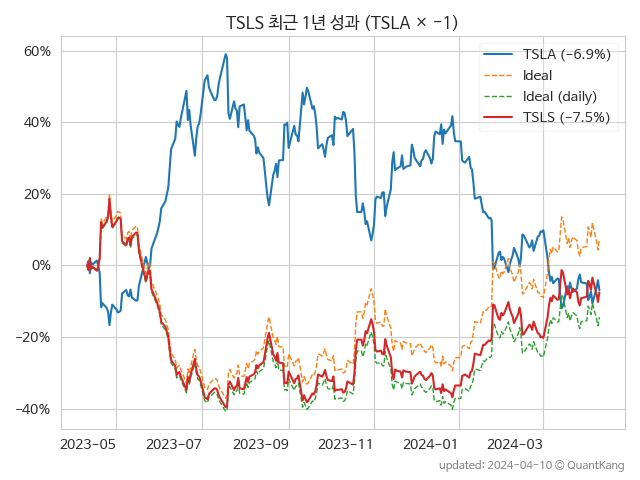 TSLS 최근 1년 성과 (TSLA × −1)
60%
40%
20%
0%
−20%
−40%
TSLA (−6.9%)
Ideal
Ideal (daily)
TSLS (−7.5%)
2023-05 2023-07 2023-09 2023-11 2024-01 2024-03
updated: 2024-04-10 © QuantKang